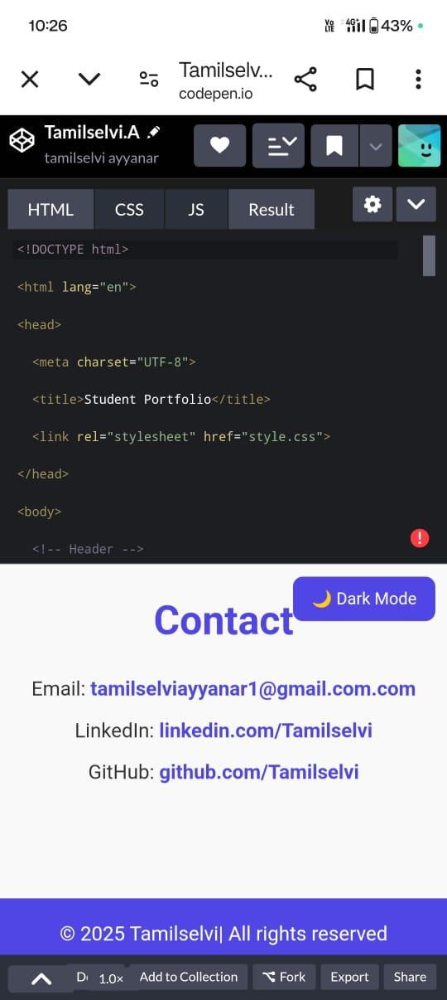 10:26
Vo LTE 4G+ 43%
Tamilselv...
codepen.io
Tamilselvi.A
tamilselvi ayyanar
HTML CSS JS Result
<!DOCTYPE html>
<html lang="en">
<head>
<meta charset="UTF-8">
<title>Student Portfolio</title>
<link rel="stylesheet" href="style.css">
</head>
<body>
<!-- Header -->
🌙 Dark Mode
Contact
Email: tamilselviayyanar1@gmail.com.com
LinkedIn: linkedin.com/Tamilselvi
GitHub: github.com/Tamilselvi
© 2025 Tamilselvi| All rights reserved
1.0× Add to Collection Fork Export Share